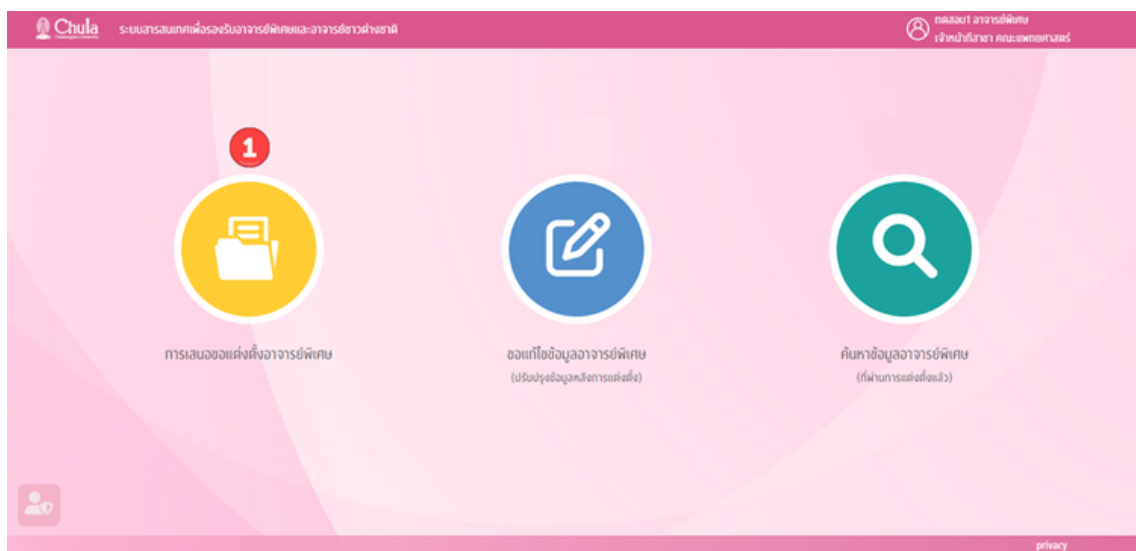 Chula
ระบบสารสนเทศเพื่อรองรับอาจารย์พิเศษและอาจารย์ชาวต่างชาติ
ทดสอบ1 อาจารย์พิเศษ
เจ้าหน้าที่สาขา คณะแพทยศาสตร์
1
การเสนอขอแต่งตั้งอาจารย์พิเศษ
ขอแก้ไขข้อมูลอาจารย์พิเศษ
(ปรับปรุงข้อมูลหลังการแต่งตั้ง)
ค้นหาข้อมูลอาจารย์พิเศษ
(ที่ผ่านการแต่งตั้งแล้ว)
privacy